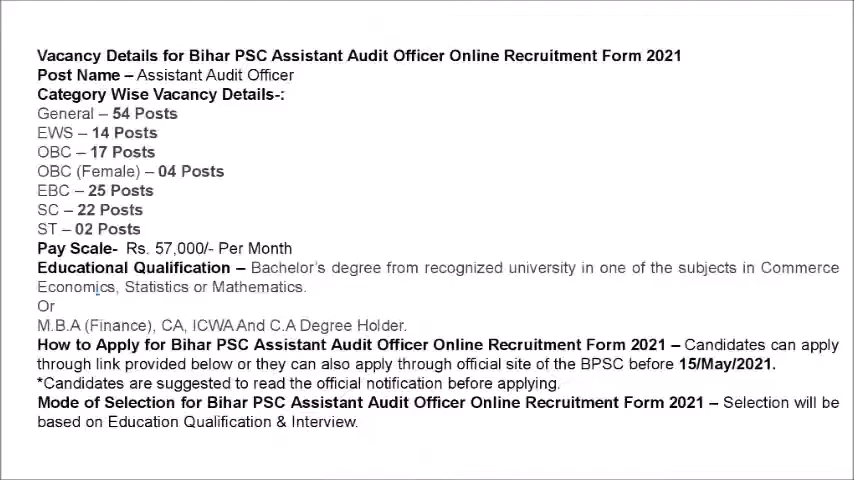 Vacancy Details for Bihar PSC Assistant Audit Officer Online Recruitment Form 2021
Post Name – Assistant Audit Officer
Category Wise Vacancy Details-:
General – 54 Posts
EWS – 14 Posts
OBC – 17 Posts
OBC (Female) – 04 Posts
EBC – 25 Posts
SC – 22 Posts
ST – 02 Posts
Pay Scale- Rs. 57,000/- Per Month
Educational Qualification – Bachelor's degree from recognized university in one of the subjects in Commerce
Economics, Statistics or Mathematics.
Or
M.B.A (Finance), CA, ICWA And C.A Degree Holder.
How to Apply for Bihar PSC Assistant Audit Officer Online Recruitment Form 2021 – Candidates can apply
through link provided below or they can also apply through official site of the BPSC before 15/May/2021.
*Candidates are suggested to read the official notification before applying.
Mode of Selection for Bihar PSC Assistant Audit Officer Online Recruitment Form 2021 – Selection will be
based on Education Qualification & Interview.